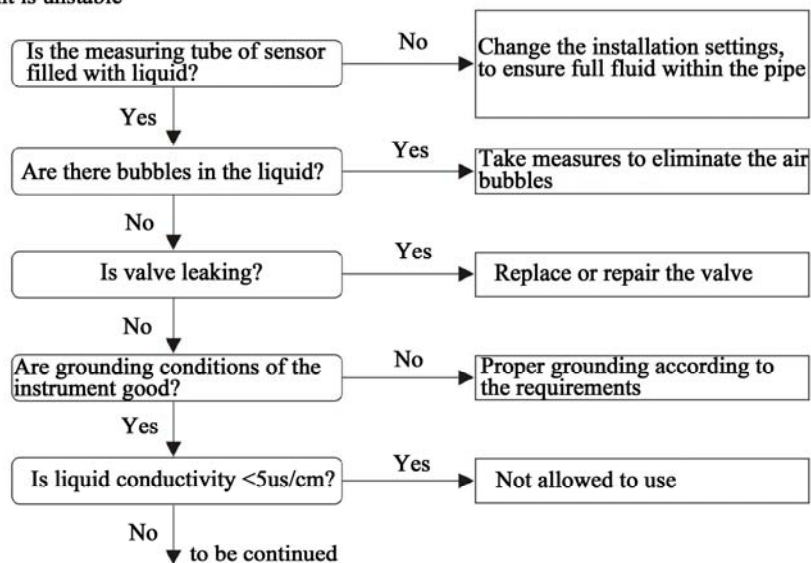 is unstable
Is the measuring tube of sensor
filled with liquid?
No
Change the installation settings,
to ensure full fluid within the pipe
Yes
Are there bubbles in the liquid?
Yes
Take measures to eliminate the air
bubbles
No
Is valve leaking?
Yes
Replace or repair the valve
No
Are grounding conditions of the
instrument good?
No
Proper grounding according to
the requirements
Yes
Is liquid conductivity <5us/cm?
Yes
Not allowed to use
No
to be continued